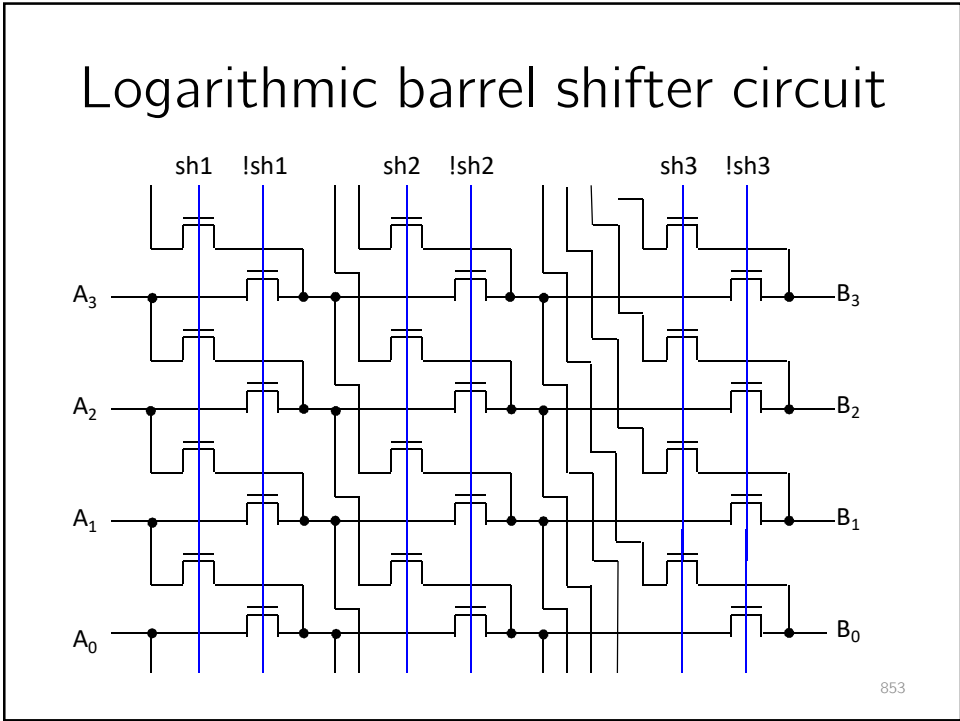 Logarithmic barrel shifter circuit
sh1 !sh1 sh2 !sh2 sh3 !sh3
A3 B3
A2 B2
A1 B1
A0 B0
853